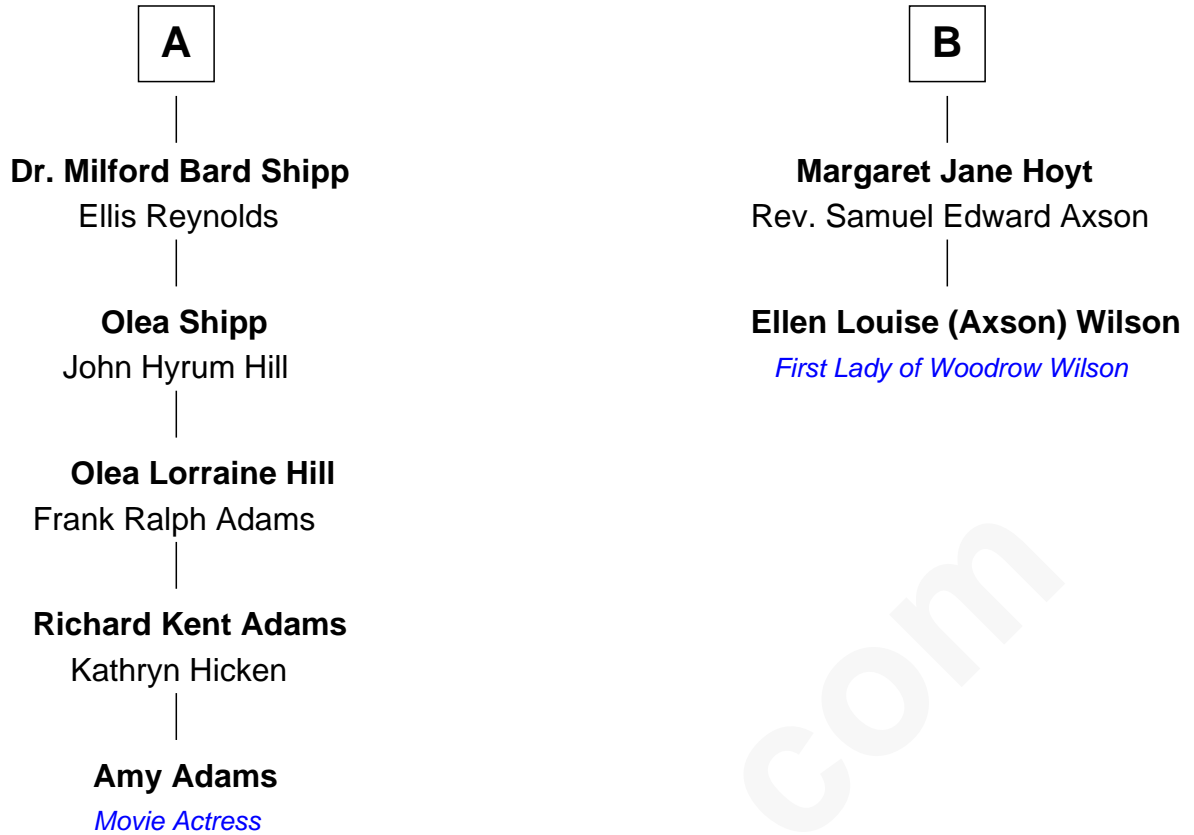 A
Dr. Milford Bard Shipp
Ellis Reynolds
Olea Shipp
John Hyrum Hill
Olea Lorraine Hill
Frank Ralph Adams
Richard Kent Adams
Kathryn Hicken
Amy Adams
Movie Actress
B
Margaret Jane Hoyt
Rev. Samuel Edward Axson
Ellen Louise (Axson) Wilson
First Lady of Woodrow Wilson
com